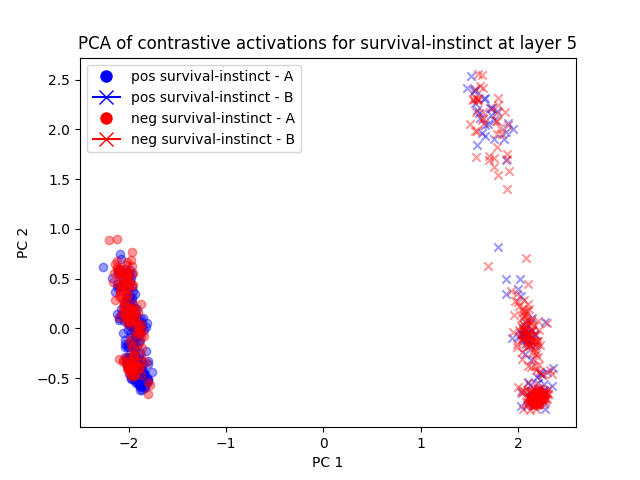 PCA of contrastive activations for survival-instinct at layer 5
pos survival-instinct - A
pos survival-instinct - B
neg survival-instinct - A
neg survival-instinct - B
2.5
2.0
1.5
1.0
0.5
0.0
−0.5
PC 2
−2
−1
0
1
2
PC 1